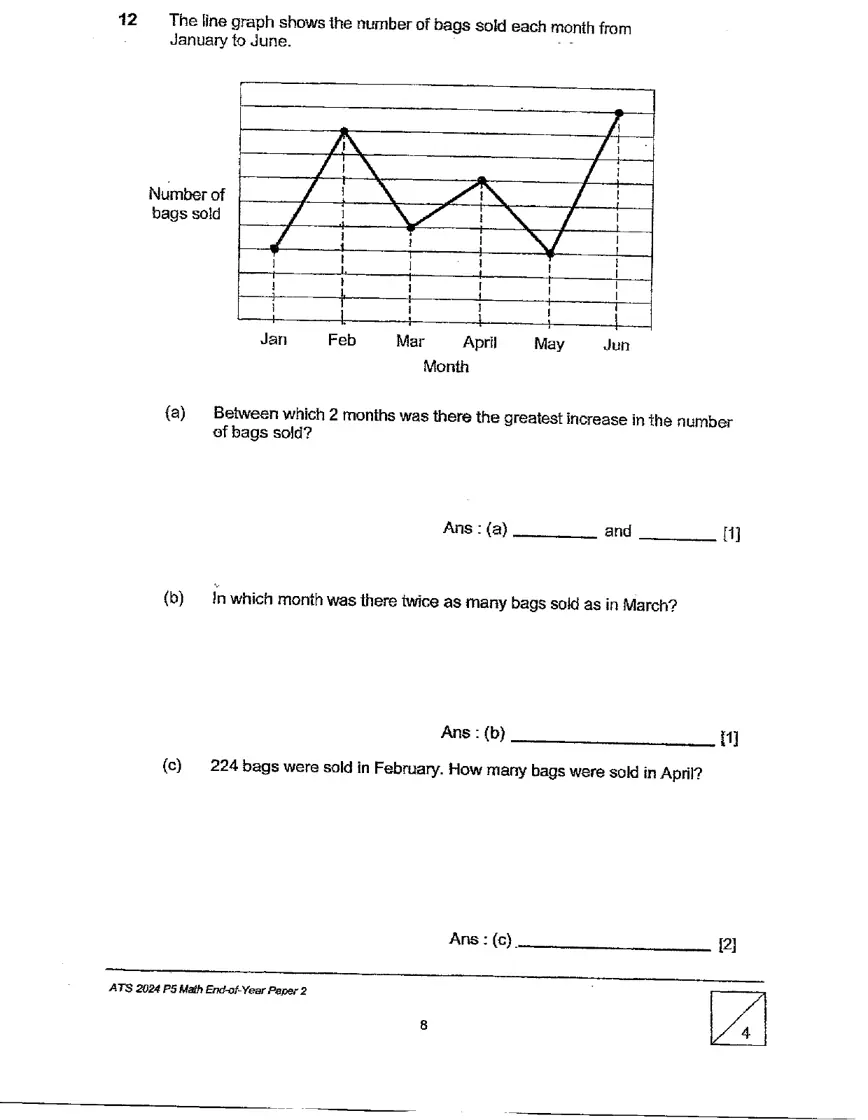 12 The line graph shows the number of bags sold each month from
January to June.
Number of
bags sold
Jan Feb Mar April May Jun
Month
(a) Between which 2 months was there the greatest increase in the number
of bags sold?
Ans : (a) ________ and ________ [1]
(b) In which month was there twice as many bags sold as in March?
Ans : (b) ____________________ [1]
(c) 224 bags were sold in February. How many bags were sold in April?
Ans : (c) ____________________ [2]
ATS 2024 P5 Math End-of-Year Paper 2
8
4